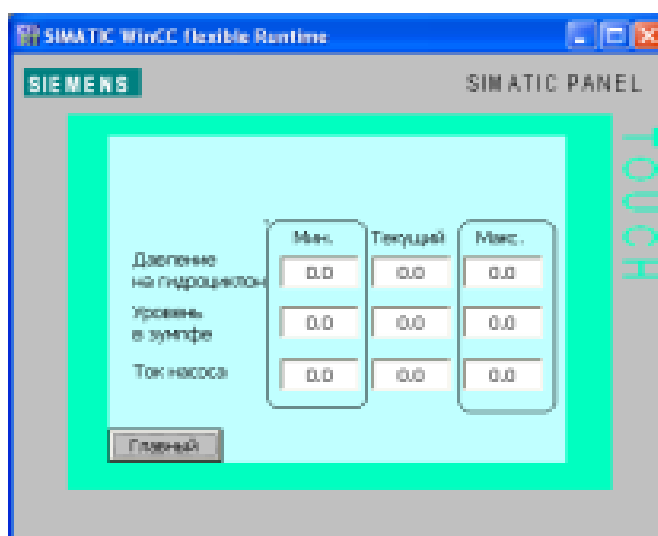 SIMATIC WinCC flexible Runtime
SIEMENS
SIMATIC PANEL
TOUCH
Мин. Текущий Макс.
Давление
на гидроциклон
0.0 0.0 0.0
Уровень
в зумпфе
0.0 0.0 0.0
Ток насоса 0.0 0.0 0.0
Главный